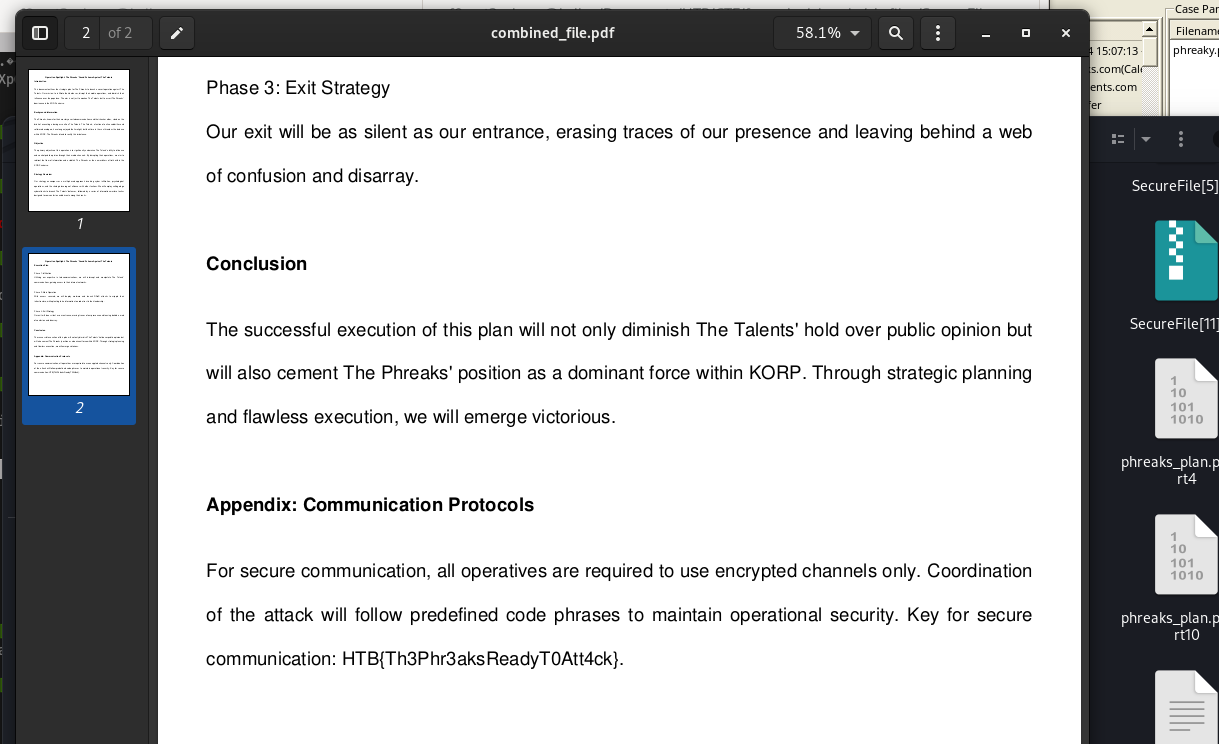 2 of 2
combined_file.pdf
58.1%
Case Par
Filename
phreaky.p
4 15:07:13
ks.com(Cale
ents.com
fer
1
2
Phase 3: Exit Strategy
Our exit will be as silent as our entrance, erasing traces of our presence and leaving behind a web
of confusion and disarray.
Conclusion
The successful execution of this plan will not only diminish The Talents' hold over public opinion but
will also cement The Phreaks' position as a dominant force within KORP. Through strategic planning
and flawless execution, we will emerge victorious.
Appendix: Communication Protocols
For secure communication, all operatives are required to use encrypted channels only. Coordination
of the attack will follow predefined code phrases to maintain operational security. Key for secure
communication: HTB{Th3Phr3aksReadyT0Att4ck}.
SecureFile[5]
SecureFile[11]
1
10
101
1010
phreaks_plan.p
rt4
1
10
101
1010
phreaks_plan.p
rt10